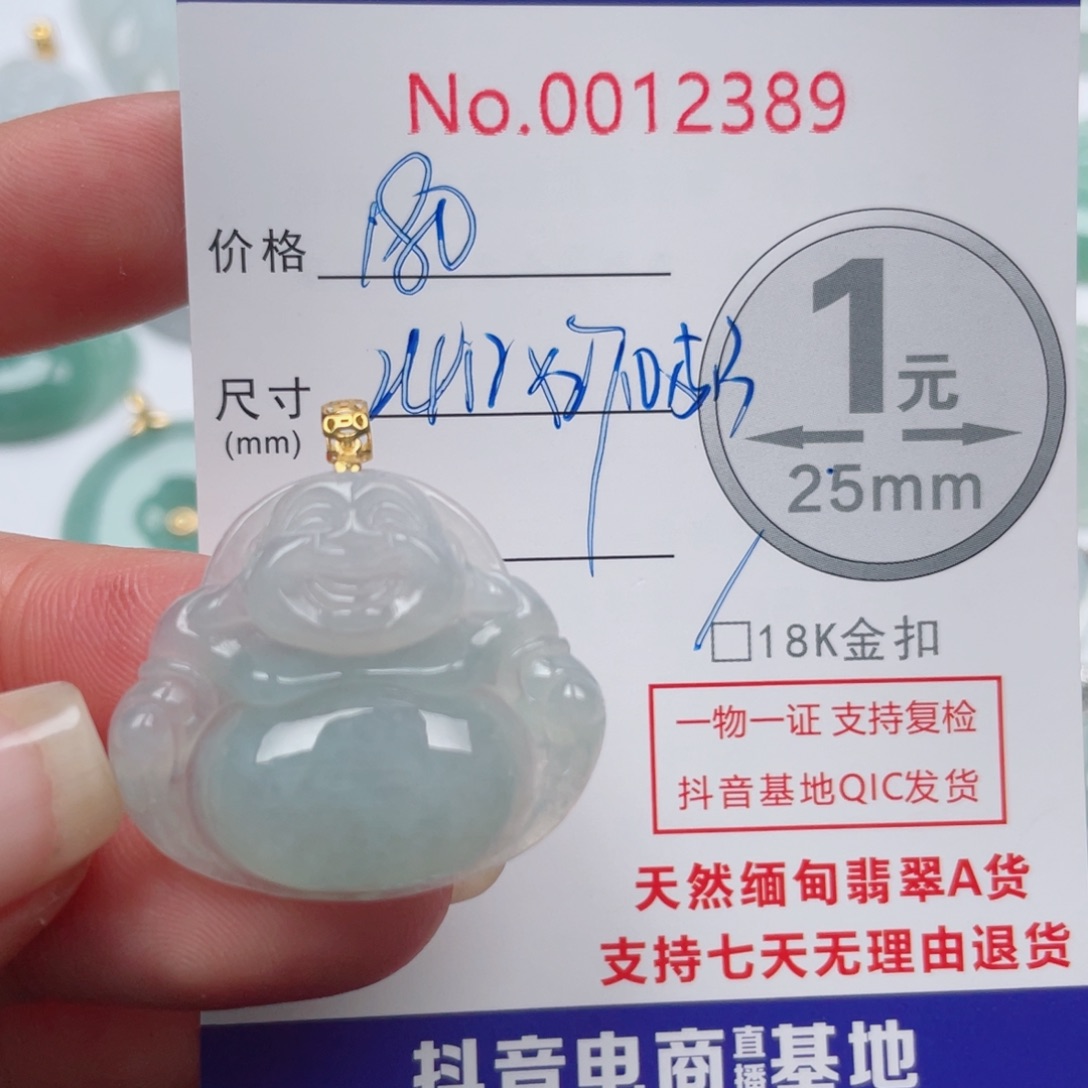 No.0012389
价格 180
尺寸
(mm)
1元
25mm
□18K金扣
一物一证 支持复检
抖音基地QIC发货
天然缅甸翡翠A货
支持七天无理由退货
抖音电商直播基地